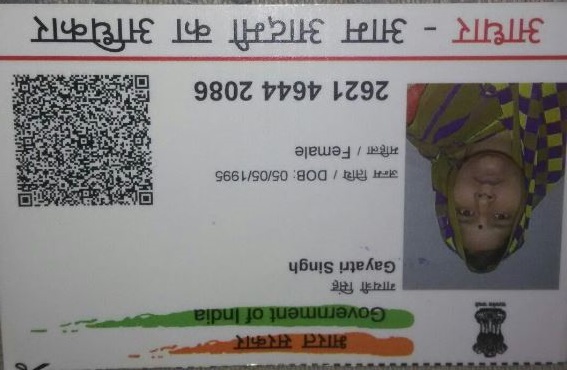 भारत सरकार
Government of India
गायत्री सिंह
Gayatri Singh
जन्म तिथि / DOB: 05/05/1995
महिला / Female
2621 4644 2086
आधार - आम आदमी का अधिकार